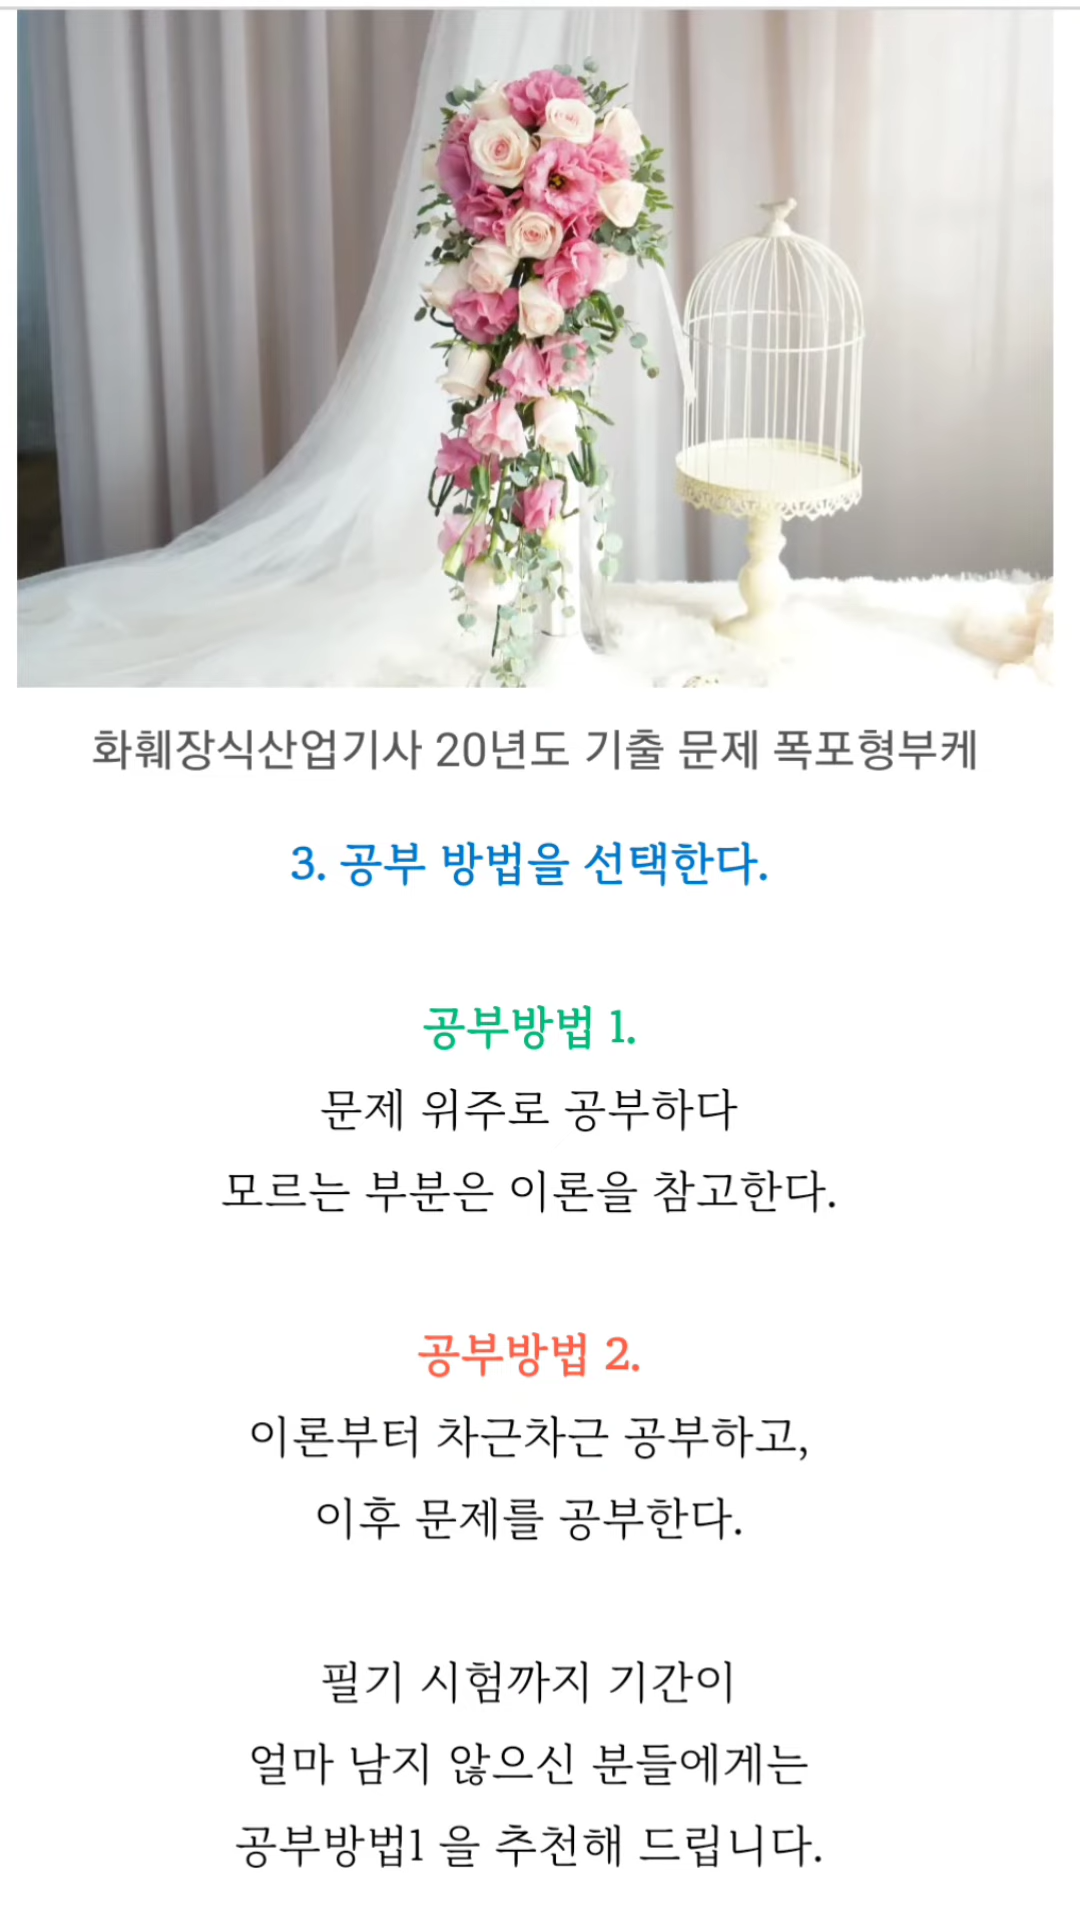 화훼장식산업기사 20년도 기출 문제 폭포형부케
3. 공부 방법을 선택한다.
공부방법 1.
문제 위주로 공부하다
모르는 부분은 이론을 참고한다.
공부방법 2.
이론부터 차근차근 공부하고,
이후 문제를 공부한다.
필기 시험까지 기간이
얼마 남지 않으신 분들에게는
공부방법1 을 추천해 드립니다.